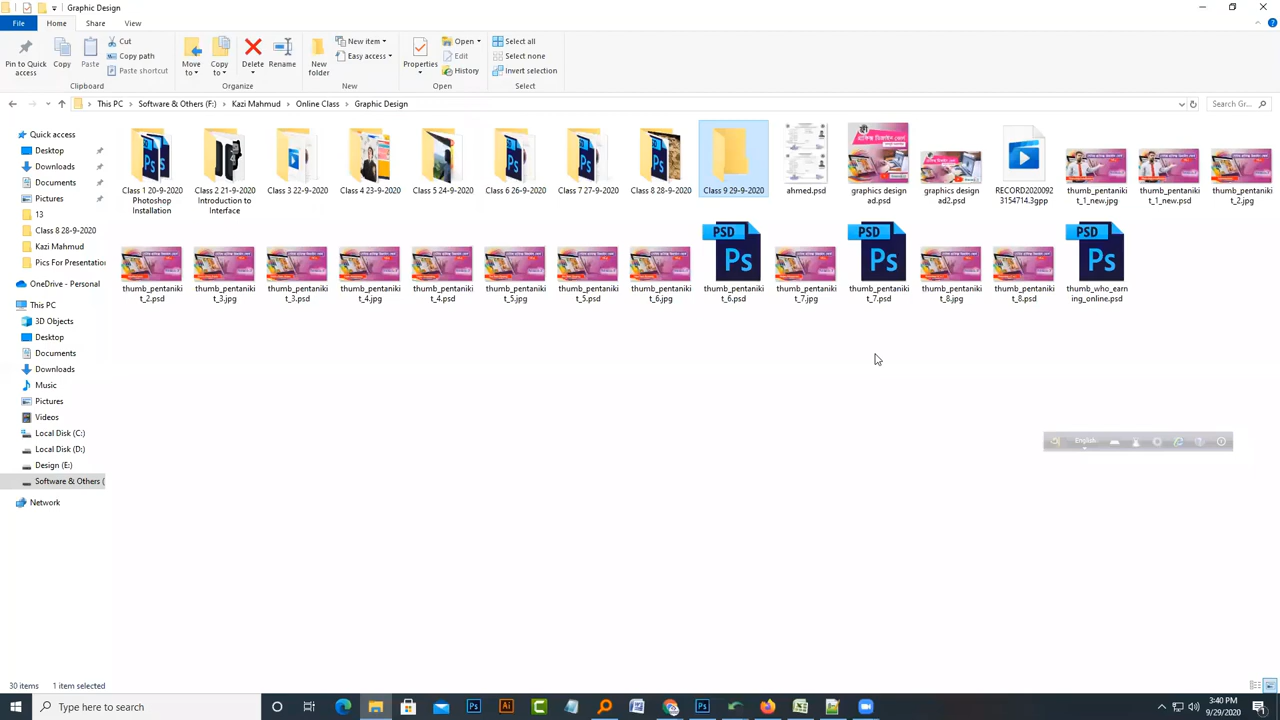 Graphic Design
File Home Share View
Pin to Quick access
Copy
Paste
Cut
Copy path
Paste shortcut
Clipboard
Move to
Copy to
Delete
Rename
Organize
New folder
New item
Easy access
New
Properties
Open
Edit
History
Open
Select all
Select none
Invert selection
Select
This PC > Software & Others (F:) > Kazi Mahmud > Online Class > Graphic Design
Search Gr...
Quick access
Desktop
Downloads
Documents
Pictures
13
Class 8 28-9-2020
Kazi Mahmud
Pics For Presentation
OneDrive - Personal
This PC
3D Objects
Desktop
Documents
Downloads
Music
Pictures
Videos
Local Disk (C:)
Local Disk (D:)
Design (E:)
Software & Others (
Network
Class 1 20-9-2020 Photoshop Installation
Class 2 21-9-2020 Introduction to Interface
Class 3 22-9-2020
Class 4 23-9-2020
Class 5 24-9-2020
Class 6 26-9-2020
Class 7 27-9-2020
Class 8 28-9-2020
Class 9 29-9-2020
ahned.psd
graphics design ad.psd
graphics design ad2.psd
RECORD20200923154714.3gpp
thumb_pentanikit_1_new.jpg
thumb_pentanikit_1_new.psd
thumb_pentanikit_2.jpg
thumb_pentanikit_2.psd
thumb_pentanikit_3.jpg
thumb_pentanikit_3.psd
thumb_pentanikit_4.jpg
thumb_pentanikit_4.psd
thumb_pentanikit_5.jpg
thumb_pentanikit_5.psd
thumb_pentanikit_6.jpg
PSD
Ps
thumb_pentanikit_6.psd
thumb_pentanikit_7.jpg
PSD
Ps
thumb_pentanikit_7.psd
thumb_pentanikit_8.jpg
thumb_pentanikit_8.psd
PSD
Ps
thumb_who_earning_online.psd
English
30 items 1 item selected
Type here to search
3:40 PM
9/29/2020